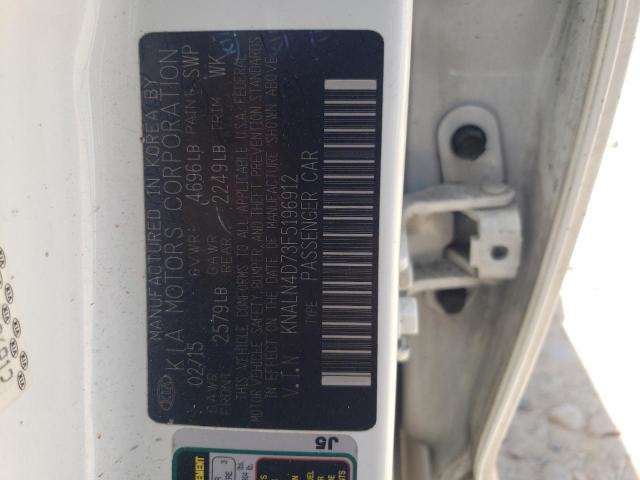 MANUFACTURED IN KOREA BY
KIA MOTORS CORPORATION
02/15 GVWR: 4696LB PAINT SWP
GAWR FRONT 2579LB GAWR REAR 2249LB TRIM WK
THIS VEHICLE CONFORMS TO ALL APPLICABLE U.S.A. FEDERAL
MOTOR VEHICLE SAFETY, BUMPER, AND THEFT PREVENTION STANDARDS
IN EFFECT ON THE DATE OF MANUFACTURE SHOWN ABOVE.
V.I.N KNALN4D73F5196912
TYPE: PASSENGER CAR
J5